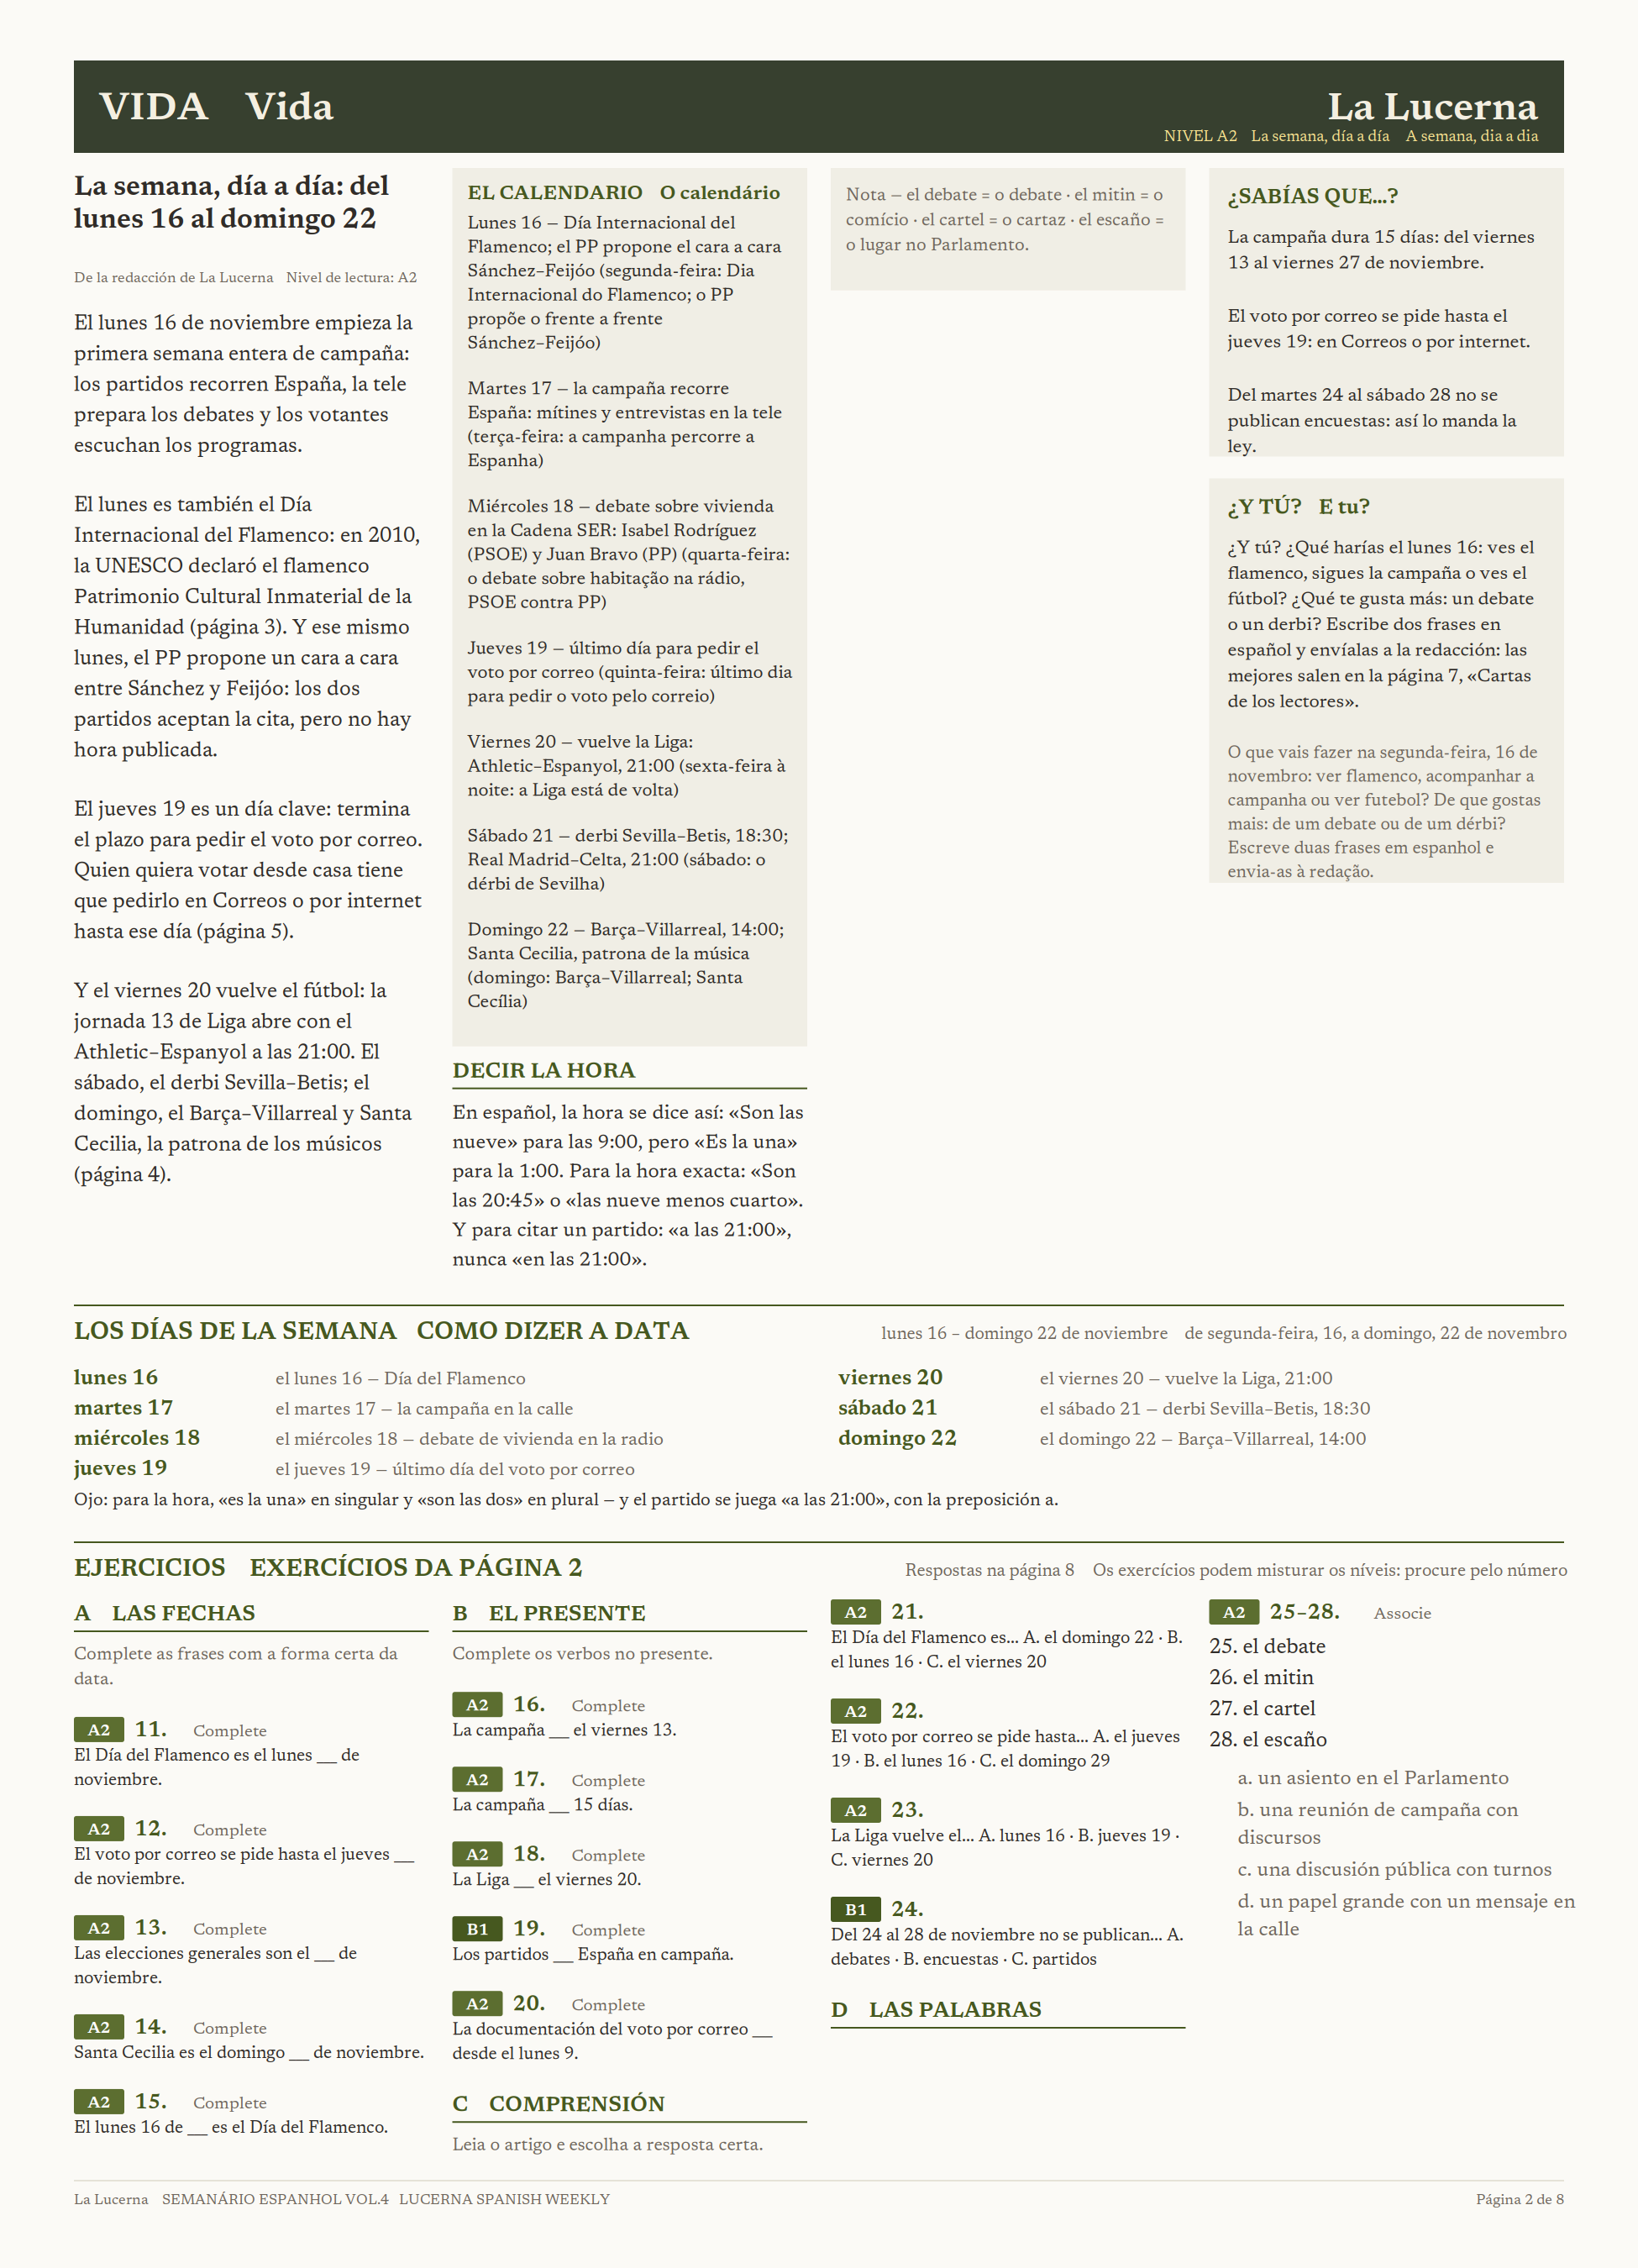 VIDA Vida
La Lucerna
NIVEL A2 La semana, día a día A semana, dia a dia
La semana, día a día: del
lunes 16 al domingo 22
De la redacción de La Lucerna Nivel de lectura: A2
El lunes 16 de noviembre empieza la
primera semana entera de campaña:
los partidos recorren España, la tele
prepara los debates y los votantes
escuchan los programas.
El lunes es también el Día
Internacional del Flamenco: en 2010,
la UNESCO declaró el flamenco
Patrimonio Cultural Inmaterial de la
Humanidad (página 3). Y ese mismo
lunes, el PP propone un cara a cara
entre Sánchez y Feijóo: los dos
partidos aceptan la cita, pero no hay
hora publicada.
El jueves 19 es un día clave: termina
el plazo para pedir el voto por correo.
Quien quiera votar desde casa tiene
que pedirlo en Correos o por internet
hasta ese día (página 5).
Y el viernes 20 vuelve el fútbol: la
jornada 13 de Liga abre con el
Athletic–Espanyol a las 21:00. El
sábado, el derbi Sevilla–Betis; el
domingo, el Barça–Villarreal y Santa
Cecilia, la patrona de los músicos
(página 4).
EL CALENDARIO O calendário
Lunes 16 — Día Internacional del
Flamenco; el PP propone el cara a cara
Sánchez–Feijóo (segunda-feira: Dia
Internacional do Flamenco; o PP
propõe o frente a frente
Sánchez–Feijóo)
Martes 17 — la campaña recorre
España: mítines y entrevistas en la tele
(terça-feira: a campanha percorre a
Espanha)
Miércoles 18 — debate sobre vivienda
en la Cadena SER: Isabel Rodríguez
(PSOE) y Juan Bravo (PP) (quarta-feira:
o debate sobre habitação na rádio,
PSOE contra PP)
Jueves 19 — último día para pedir el
voto por correo (quinta-feira: último dia
para pedir o voto pelo correio)
Viernes 20 — vuelve la Liga:
Athletic–Espanyol, 21:00 (sexta-feira à
noite: a Liga está de volta)
Sábado 21 — derbi Sevilla–Betis, 18:30;
Real Madrid–Celta, 21:00 (sábado: o
dérbi de Sevilha)
Domingo 22 — Barça–Villarreal, 14:00;
Santa Cecilia, patrona de la música
(domingo: Barça–Villarreal; Santa
Cecília)
DECIR LA HORA
En español, la hora se dice así: «Son las
nueve» para las 9:00, pero «Es la una»
para la 1:00. Para la hora exacta: «Son
las 20:45» o «las nueve menos cuarto».
Y para citar un partido: «a las 21:00»,
nunca «en las 21:00».
Nota — el debate = o debate · el mitin = o
comício · el cartel = o cartaz · el escaño =
o lugar no Parlamento.
¿SABÍAS QUE...?
La campaña dura 15 días: del viernes
13 al viernes 27 de noviembre.
El voto por correo se pide hasta el
jueves 19: en Correos o por internet.
Del martes 24 al sábado 28 no se
publican encuestas: así lo manda la
ley.
¿Y TÚ? E tu?
¿Y tú? ¿Qué harías el lunes 16: ves el
flamenco, sigues la campaña o ves el
fútbol? ¿Qué te gusta más: un debate
o un derbi? Escribe dos frases en
español y envíalas a la redacción: las
mejores salen en la página 7, «Cartas
de los lectores».
O que vais fazer na segunda-feira, 16 de
novembro: ver flamenco, acompanhar a
campanha ou ver futebol? De que gostas
mais: de um debate ou de um dérbi?
Escreve duas frases em espanhol e
envia-as à redação.
LOS DÍAS DE LA SEMANA COMO DIZER A DATA
lunes 16 – domingo 22 de noviembre de segunda-feira, 16, a domingo, 22 de novembro
lunes 16 el lunes 16 — Día del Flamenco
martes 17 el martes 17 — la campaña en la calle
miércoles 18 el miércoles 18 — debate de vivienda en la radio
jueves 19 el jueves 19 — último día del voto por correo
viernes 20 el viernes 20 — vuelve la Liga, 21:00
sábado 21 el sábado 21 — derbi Sevilla–Betis, 18:30
domingo 22 el domingo 22 — Barça–Villarreal, 14:00
Ojo: para la hora, «es la una» en singular y «son las dos» en plural — y el partido se juega «a las 21:00», con la preposición a.
EJERCICIOS EXERCÍCIOS DA PÁGINA 2
Respostas na página 8 Os exercícios podem misturar os níveis: procure pelo número
A LAS FECHAS
Complete as frases com a forma certa da
data.
A2 11. Complete
El Día del Flamenco es el lunes __ de
noviembre.
A2 12. Complete
El voto por correo se pide hasta el jueves __
de noviembre.
A2 13. Complete
Las elecciones generales son el __ de
noviembre.
A2 14. Complete
Santa Cecilia es el domingo __ de noviembre.
A2 15. Complete
El lunes 16 de __ es el Día del Flamenco.
B EL PRESENTE
Complete os verbos no presente.
A2 16. Complete
La campaña __ el viernes 13.
A2 17. Complete
La campaña __ 15 días.
A2 18. Complete
La Liga __ el viernes 20.
B1 19. Complete
Los partidos __ España en campaña.
A2 20. Complete
La documentación del voto por correo __
desde el lunes 9.
C COMPRENSIÓN
Leia o artigo e escolha a resposta certa.
A2 21.
El Día del Flamenco es... A. el domingo 22 · B.
el lunes 16 · C. el viernes 20
A2 22.
El voto por correo se pide hasta... A. el jueves
19 · B. el lunes 16 · C. el domingo 29
A2 23.
La Liga vuelve el... A. lunes 16 · B. jueves 19 ·
C. viernes 20
B1 24.
Del 24 al 28 de noviembre no se publican... A.
debates · B. encuestas · C. partidos
D LAS PALABRAS
A2 25–28. Associe
25. el debate
26. el mitin
27. el cartel
28. el escaño
a. un asiento en el Parlamento
b. una reunión de campaña con
discursos
c. una discusión pública con turnos
d. un papel grande con un mensaje en
la calle
La Lucerna SEMANÁRIO ESPANHOL VOL.4 LUCERNA SPANISH WEEKLY
Página 2 de 8